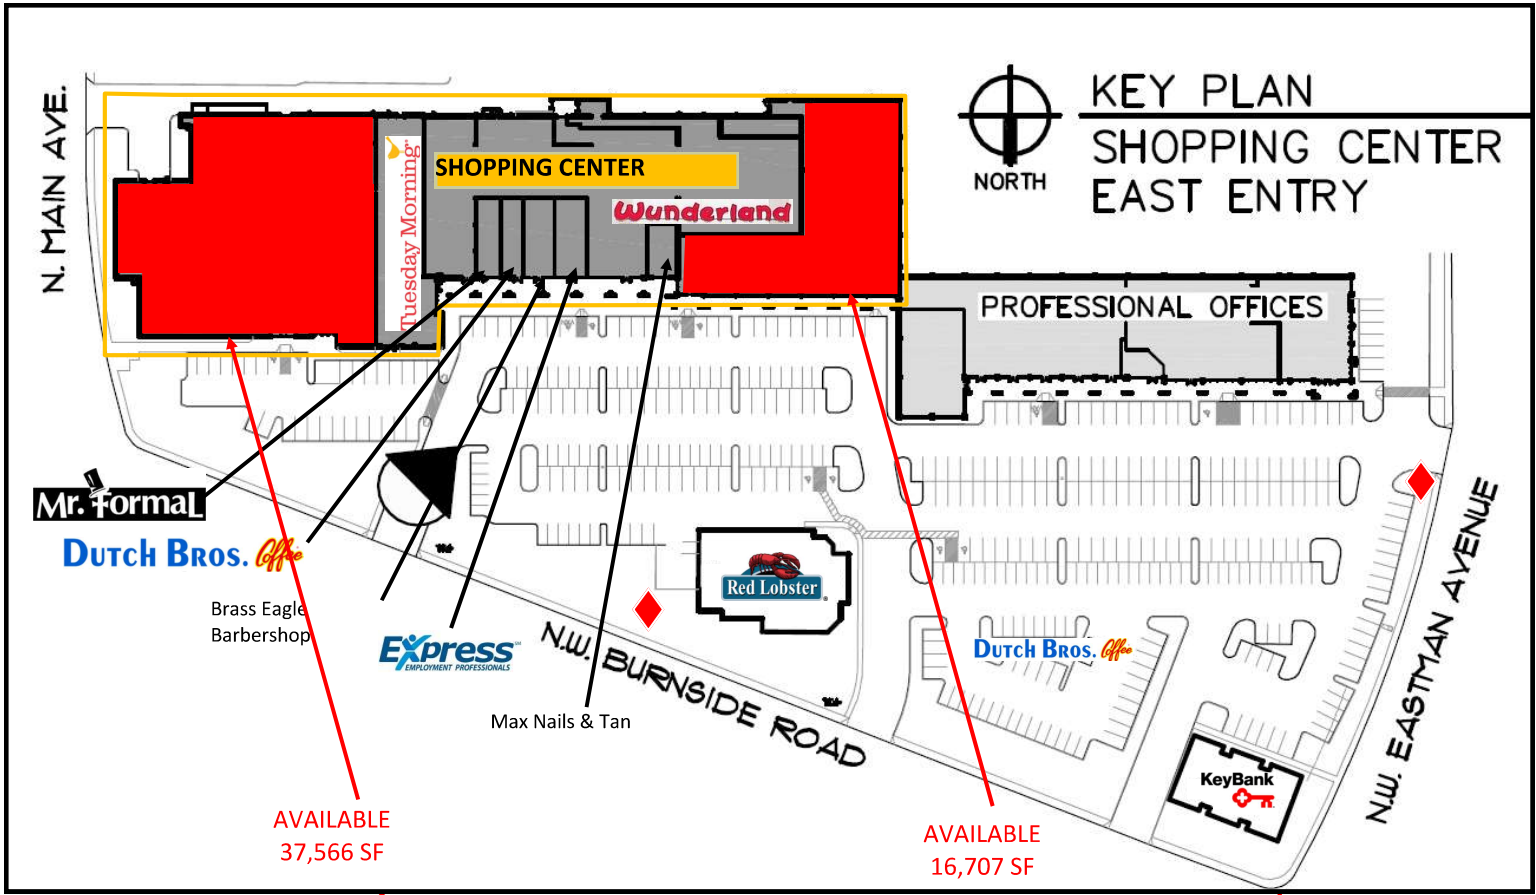 KEY PLAN
SHOPPING CENTER
EAST ENTRY
NORTH
N. MAIN AVE.
Tuesday Morning
SHOPPING CENTER
Wunderland
PROFESSIONAL OFFICES
Mr. Formal
DUTCH BROS. Coffee
Brass Eagle
Barbershop
EXpress
EMPLOYMENT PROFESSIONALS
Max Nails & Tan
Red Lobster
DUTCH BROS. Coffee
KeyBank
N.W. BURNSIDE ROAD
N.W. EASTMAN AVENUE
AVAILABLE
37,566 SF
AVAILABLE
16,707 SF